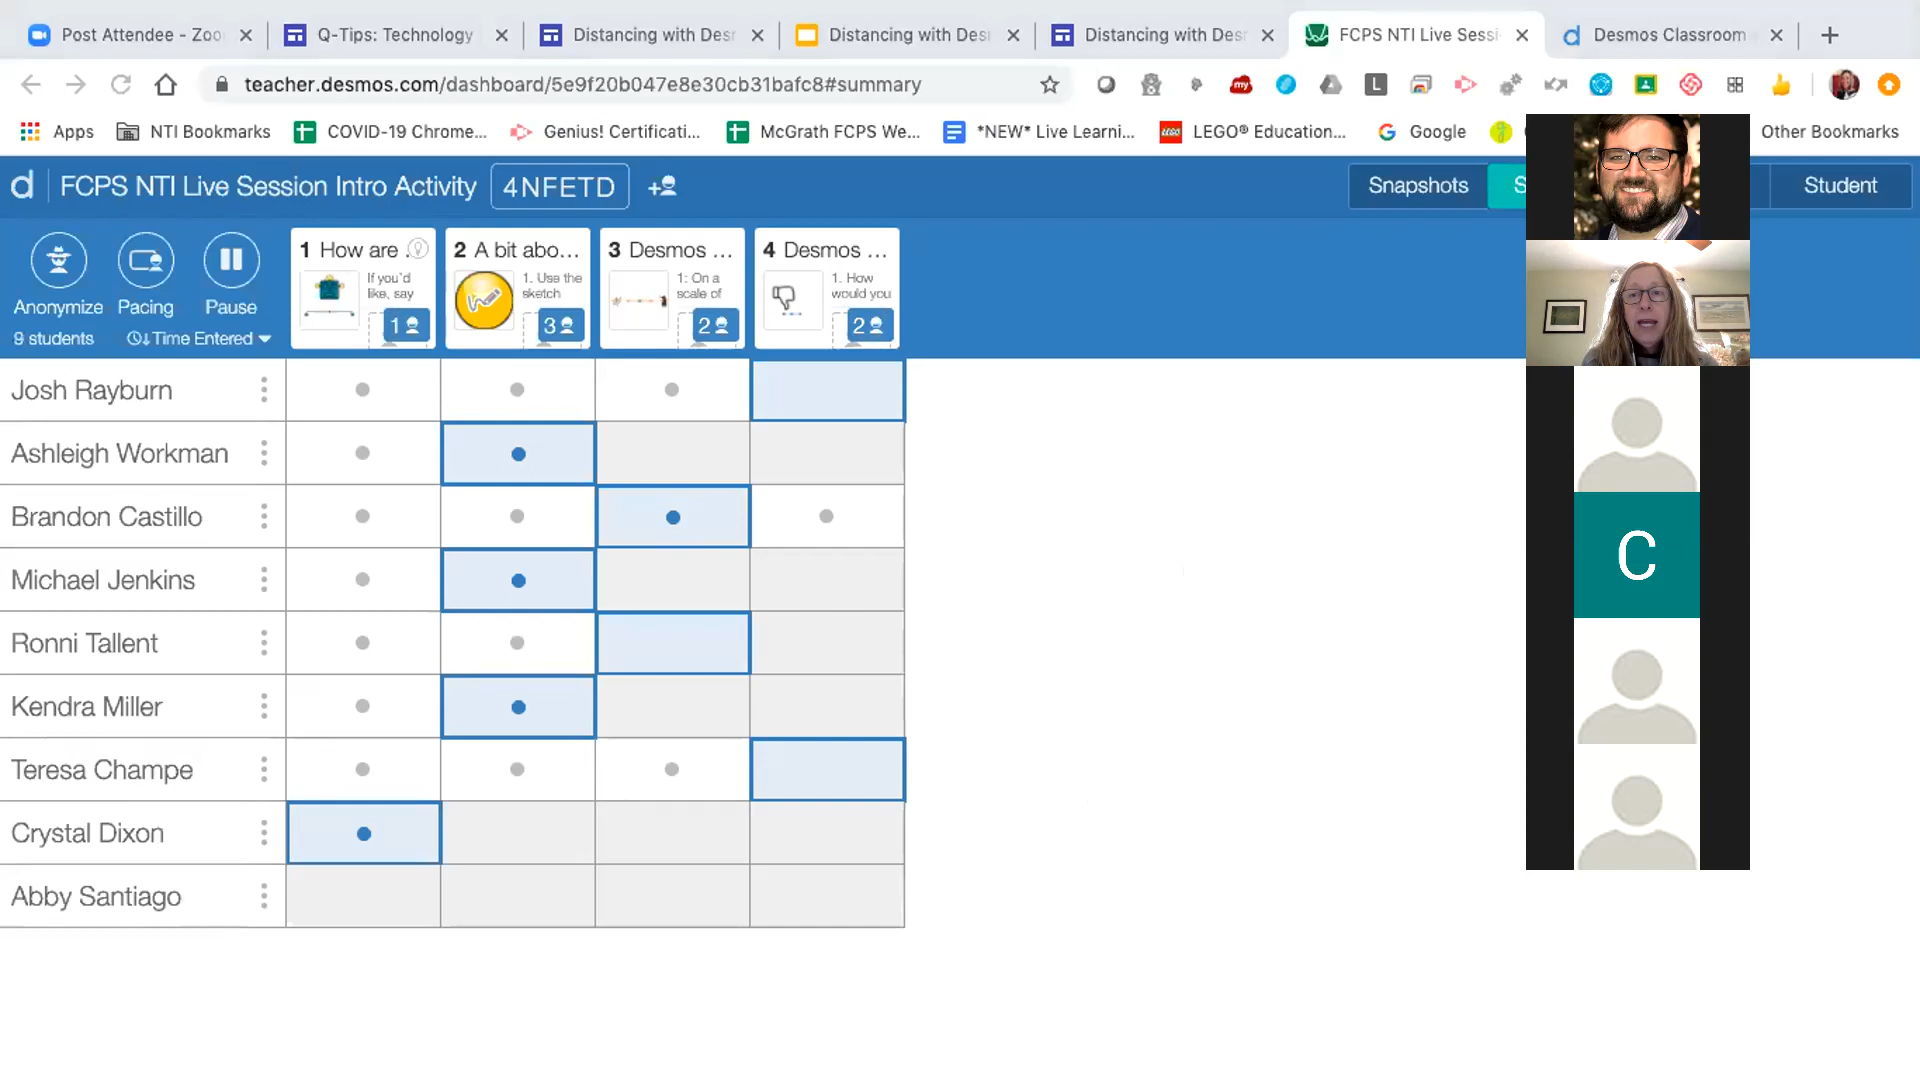 Post Attendee - Zoo
Q-Tips: Technology
Distancing with Des
Distancing with Des
Distancing with Des
FCPS NTI Live Sessi
Desmos Classroom
teacher.desmos.com/dashboard/5e9f20b047e8e30cb31bafc8#summary
my
L
Apps
NTI Bookmarks
COVID-19 Chrome...
Genius! Certificati...
McGrath FCPS We...
*NEW* Live Learni...
LEGO
LEGO® Education...
Google
Other Bookmarks
d
FCPS NTI Live Session Intro Activity
4NFETD
Snapshots
S
Student
Anonymize
Pacing
Pause
9 students
Time Entered
1 How are ...
If you'd
like, say
1
2 A bit abo...
1. Use the
sketch
3
3 Desmos ...
1: On a
scale of
2
4 Desmos ...
1. How
would you
2
Josh Rayburn
Ashleigh Workman
Brandon Castillo
Michael Jenkins
Ronni Tallent
Kendra Miller
Teresa Champe
Crystal Dixon
Abby Santiago
C